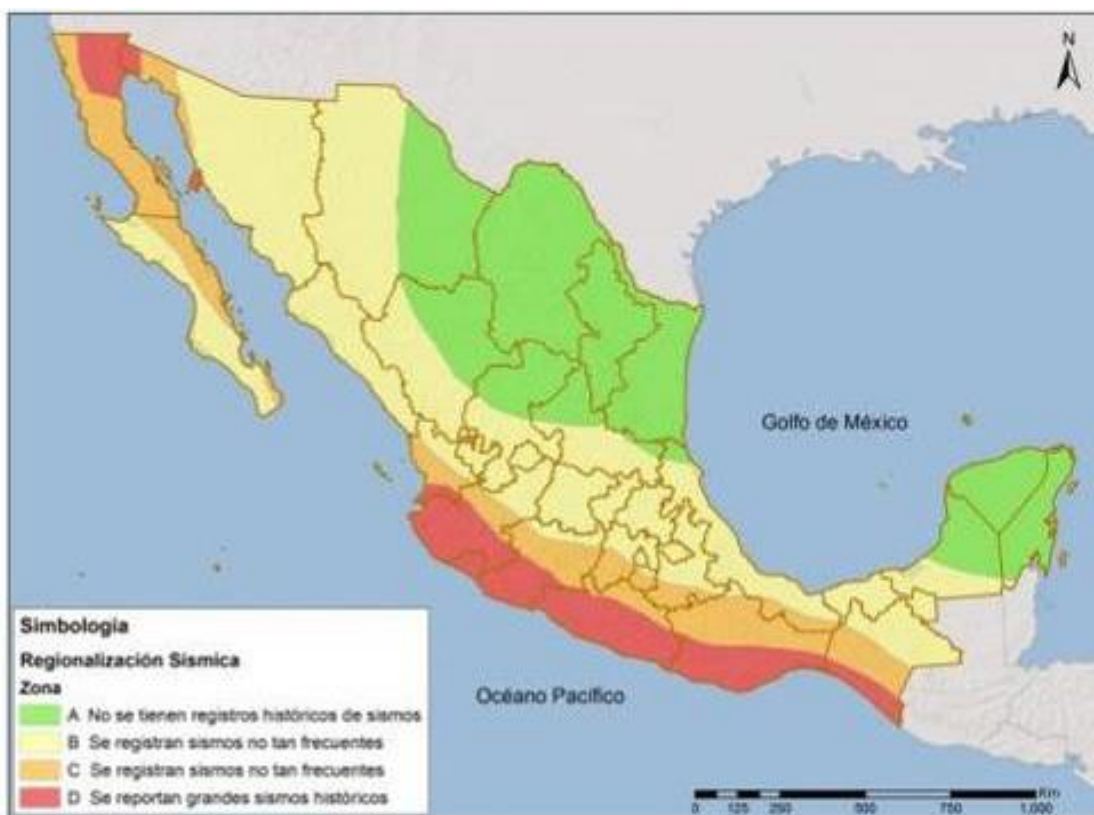 N
Golfo de México
Océano Pacífico
Simbología
Regionalización Sísmica
Zona
A No se tienen registros históricos de sismos
B Se registran sismos no tan frecuentes
C Se registran sismos no tan frecuentes
D Se reportan grandes sismos históricos
Km
0 125 250 500 750 1,000